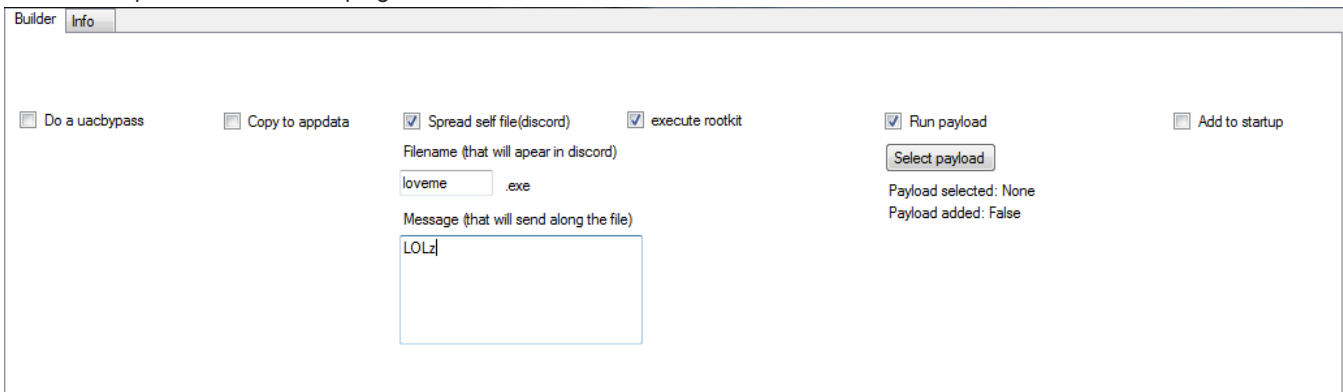 Builder Info
Do a uacbypass Copy to appdata Spread self file(discord) execute rootkit Run payload Add to startup
Filename (that will apear in discord)
Select payload
loveme .exe
Payload selected: None
Message (that will send along the file)
Payload added: False
LOLz